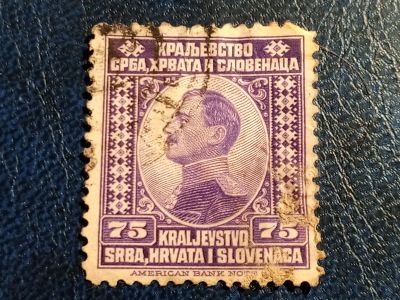 КРАЉЕВСТВО
СРБА, ХРВАТА И СЛОВЕНАЦА
75 KRALJEVSTVO 75
SRBA, HRVATA I SLOVENACA
AMERICAN BANK NOTE